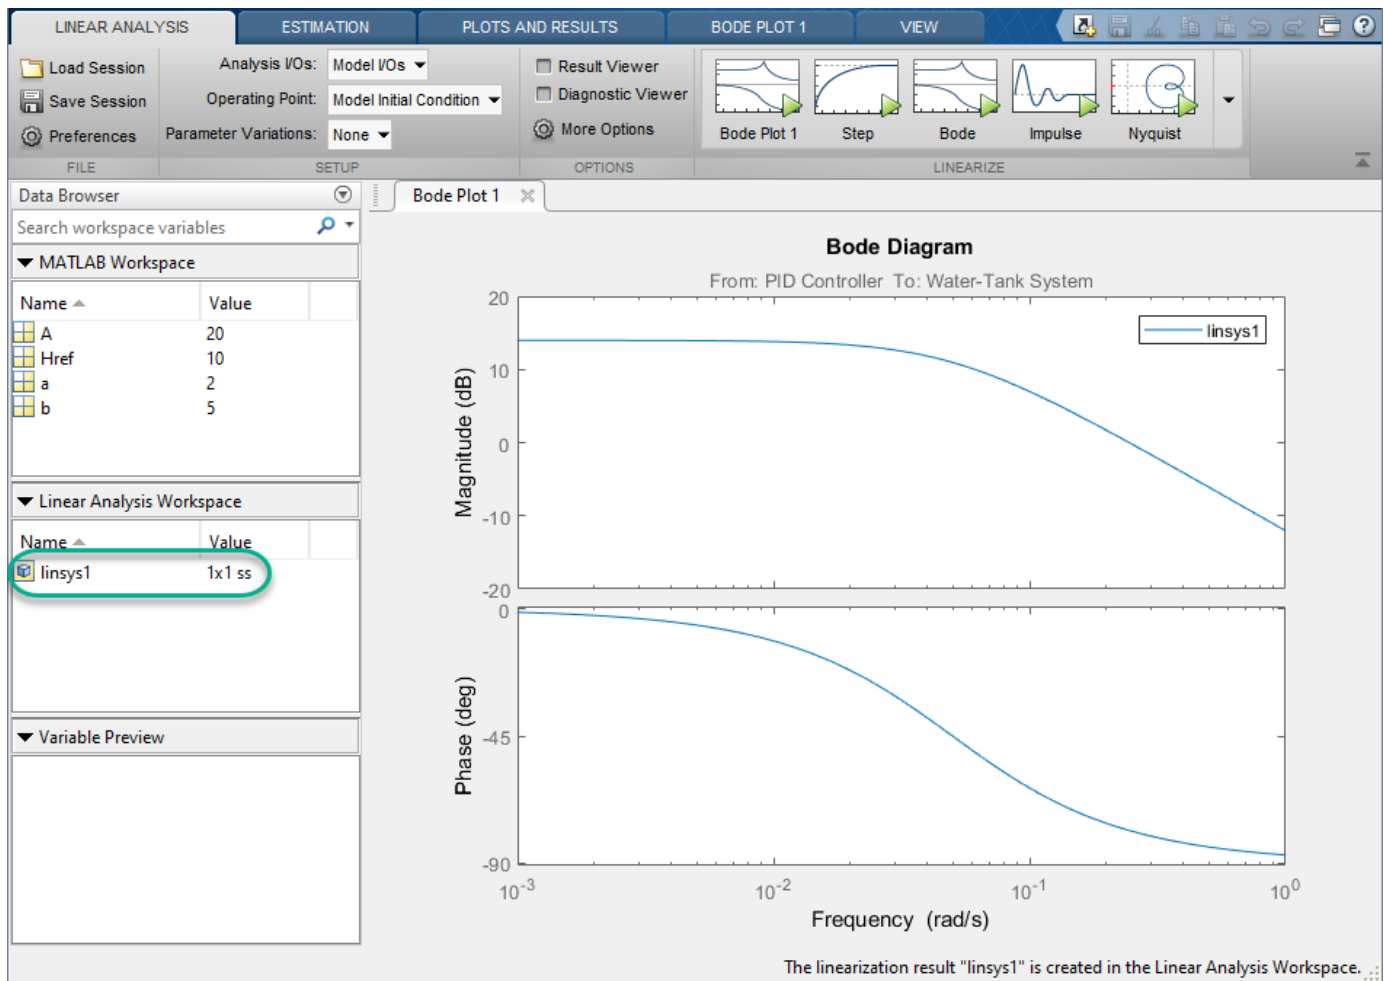 LINEAR ANALYSIS ESTIMATION PLOTS AND RESULTS BODE PLOT 1 VIEW
Load Session
Save Session
Preferences
FILE
Analysis I/Os: Model I/Os
Operating Point: Model Initial Condition
Parameter Variations: None
SETUP
Result Viewer
Diagnostic Viewer
More Options
OPTIONS
Bode Plot 1 Step Bode Impulse Nyquist
LINEARIZE
Data Browser
Search workspace variables
MATLAB Workspace
Name Value
A 20
Href 10
a 2
b 5
Linear Analysis Workspace
Name Value
linsys1 1x1 ss
Variable Preview
Bode Plot 1
Bode Diagram
From: PID Controller To: Water-Tank System
linsys1
Magnitude (dB)
20
10
0
-10
-20
Phase (deg)
0
-45
-90
10^-3 10^-2 10^-1 10^0
Frequency (rad/s)
The linearization result "linsys1" is created in the Linear Analysis Workspace.